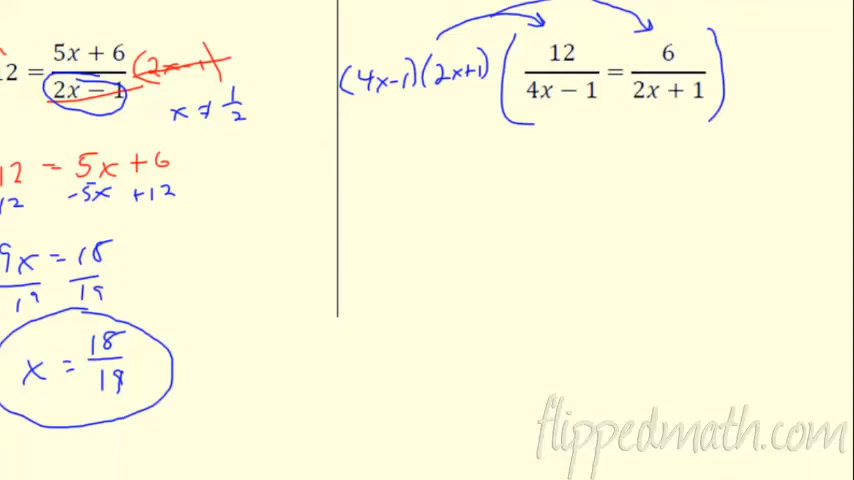 12 = (5x + 6)/(2x − 1) (2x − 1)
x ≠ 1/2
12 = 5x + 6
12 −5x +12
9x = 18
19 19
x = 18/19
(4x−1)(2x+1) ( 12/(4x − 1) = 6/(2x + 1) )
flippedmath.com